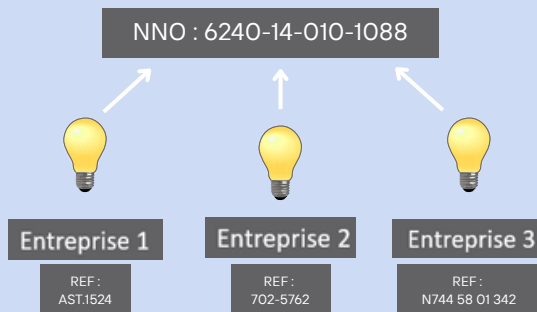 NNO : 6240-14-010-1088
Entreprise 1
Entreprise 2
Entreprise 3
REF :
AST.1524
REF :
702-5762
REF :
N744 58 01 342